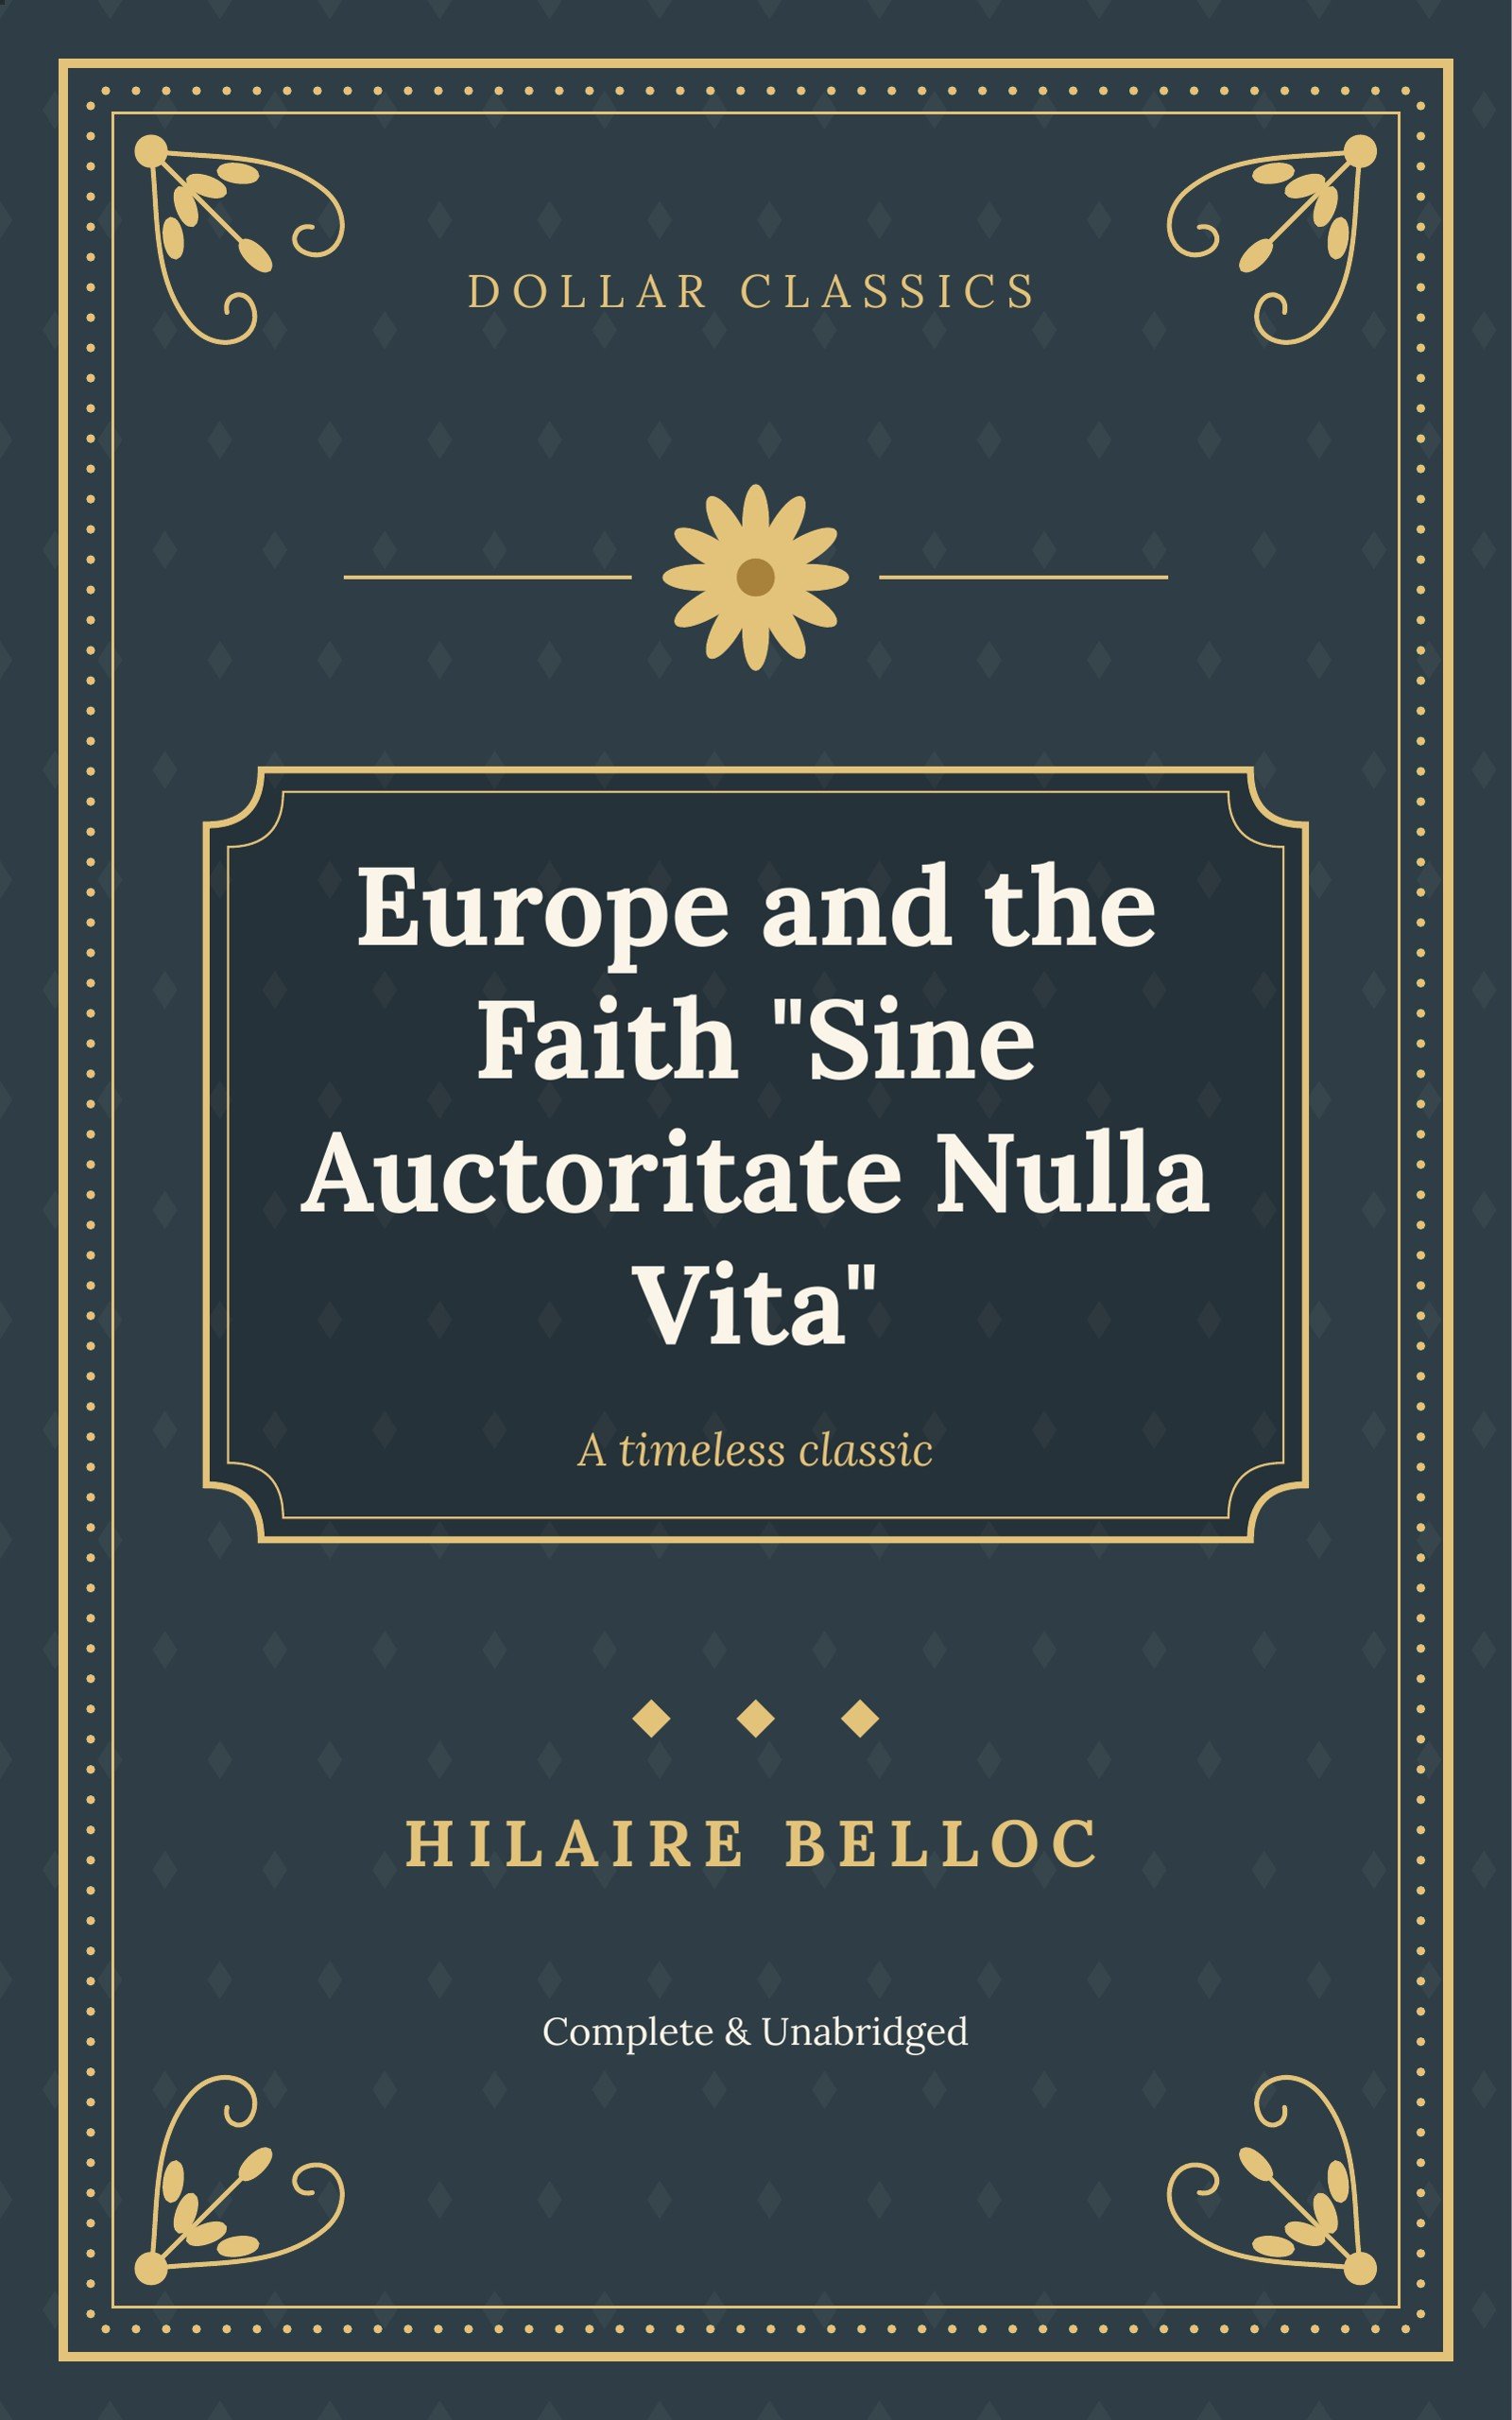 DOLLAR CLASSICS
Europe and the
Faith "Sine
Auctoritate Nulla
Vita"
A timeless classic
HILAIRE BELLOC
Complete & Unabridged